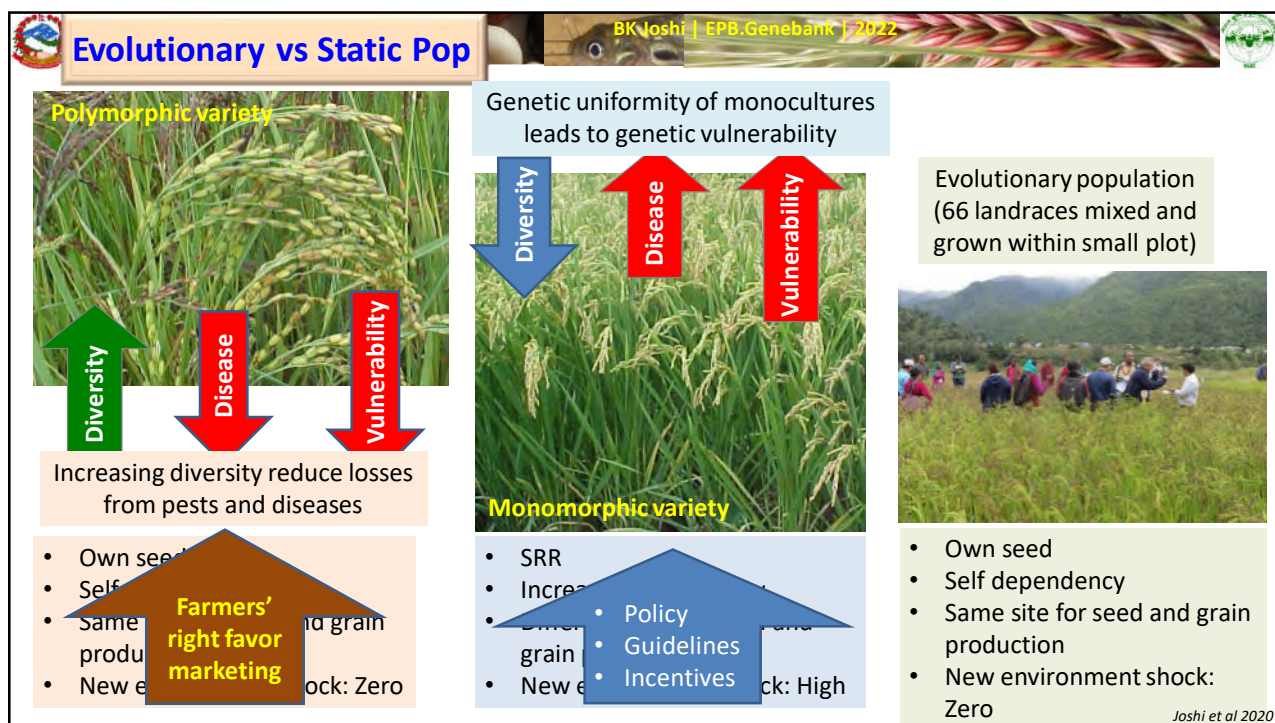 Evolutionary vs Static Pop
BK Joshi | EPB.Genebank | 2022
Polymorphic variety
Diversity
Disease
Vulnerability
Increasing diversity reduce losses
from pests and diseases
• Own seed
• Self
• Same nd grain
produ
• New e ock: Zero
Farmers’
right favor
marketing
Genetic uniformity of monocultures
leads to genetic vulnerability
Diversity
Disease
Vulnerability
Monomorphic variety
• SRR
• Increa
• and
grain p
• New e ck: High
• Policy
• Guidelines
• Incentives
Evolutionary population
(66 landraces mixed and
grown within small plot)
• Own seed
• Self dependency
• Same site for seed and grain
production
• New environment shock:
Zero
Joshi et al 2020